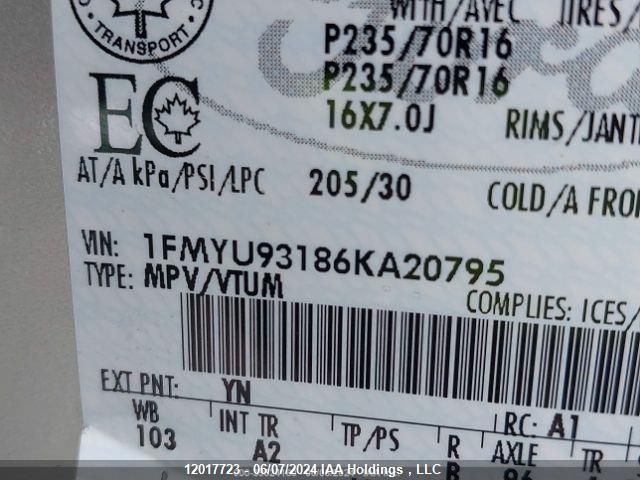 TRANSPORT
WITH/AVEC TIRES/
P235/70R16
P235/70R16
16X7.0J RIMS/JANT
EC
AT/A kPa/PSI/LPC 205/30 COLD/A FRO
VIN: 1FMYU93186KA20795
TYPE: MPV/VTUM
COMPLIES: ICES/
EXT PNT: YN
WB INT TR TP/PS R AXLE TR
RC: A1
103 A2
12017723 - 06/07/2024 IAA Holdings , LLC